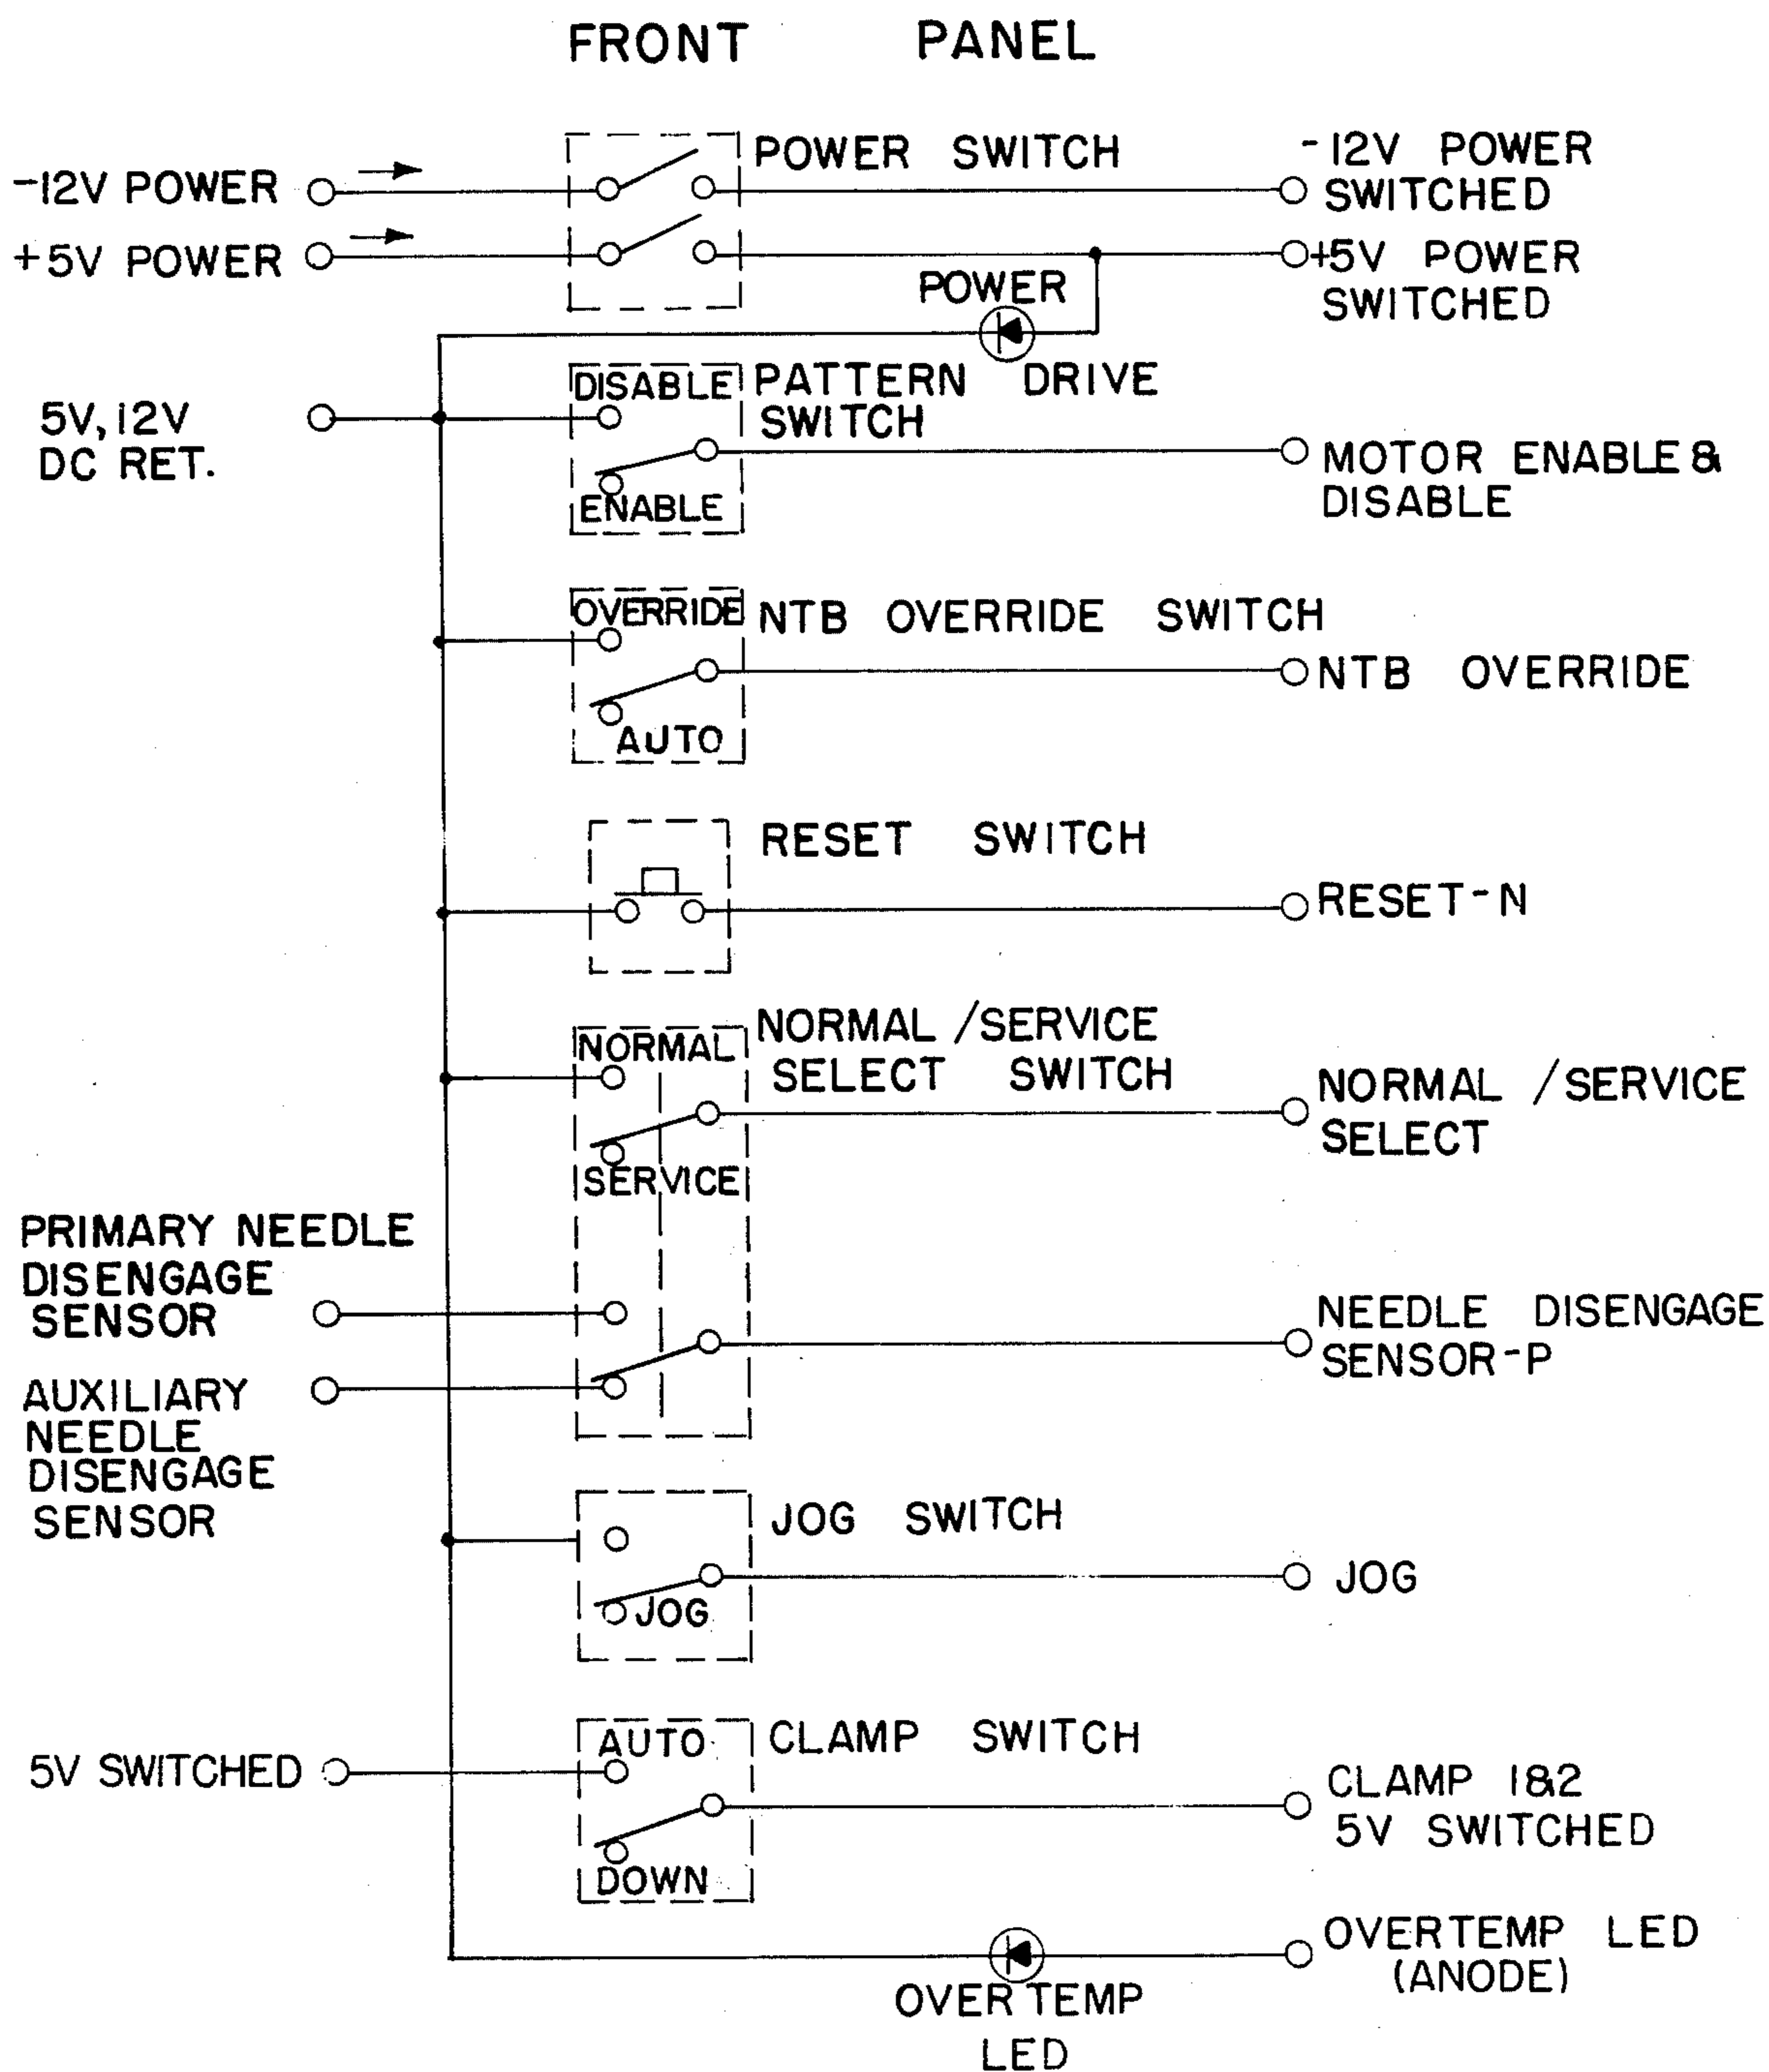 FRONT PANEL
-12V POWER
POWER SWITCH
-12V POWER
SWITCHED
+5V POWER
+5V POWER
SWITCHED
POWER
5V, 12V
DC RET.
DISABLE
ENABLE
PATTERN DRIVE
SWITCH
MOTOR ENABLE &
DISABLE
OVERRIDE
AUTO
NTB OVERRIDE SWITCH
NTB OVERRIDE
RESET SWITCH
RESET-N
NORMAL
SERVICE
NORMAL /SERVICE
SELECT SWITCH
NORMAL /SERVICE
SELECT
PRIMARY NEEDLE
DISENGAGE
SENSOR
NEEDLE DISENGAGE
SENSOR-P
AUXILIARY
NEEDLE
DISENGAGE
SENSOR
JOG SWITCH
JOG
JOG
5V SWITCHED
AUTO
DOWN
CLAMP SWITCH
CLAMP 1&2
5V SWITCHED
OVERTEMP LED
(ANODE)
OVER TEMP
LED